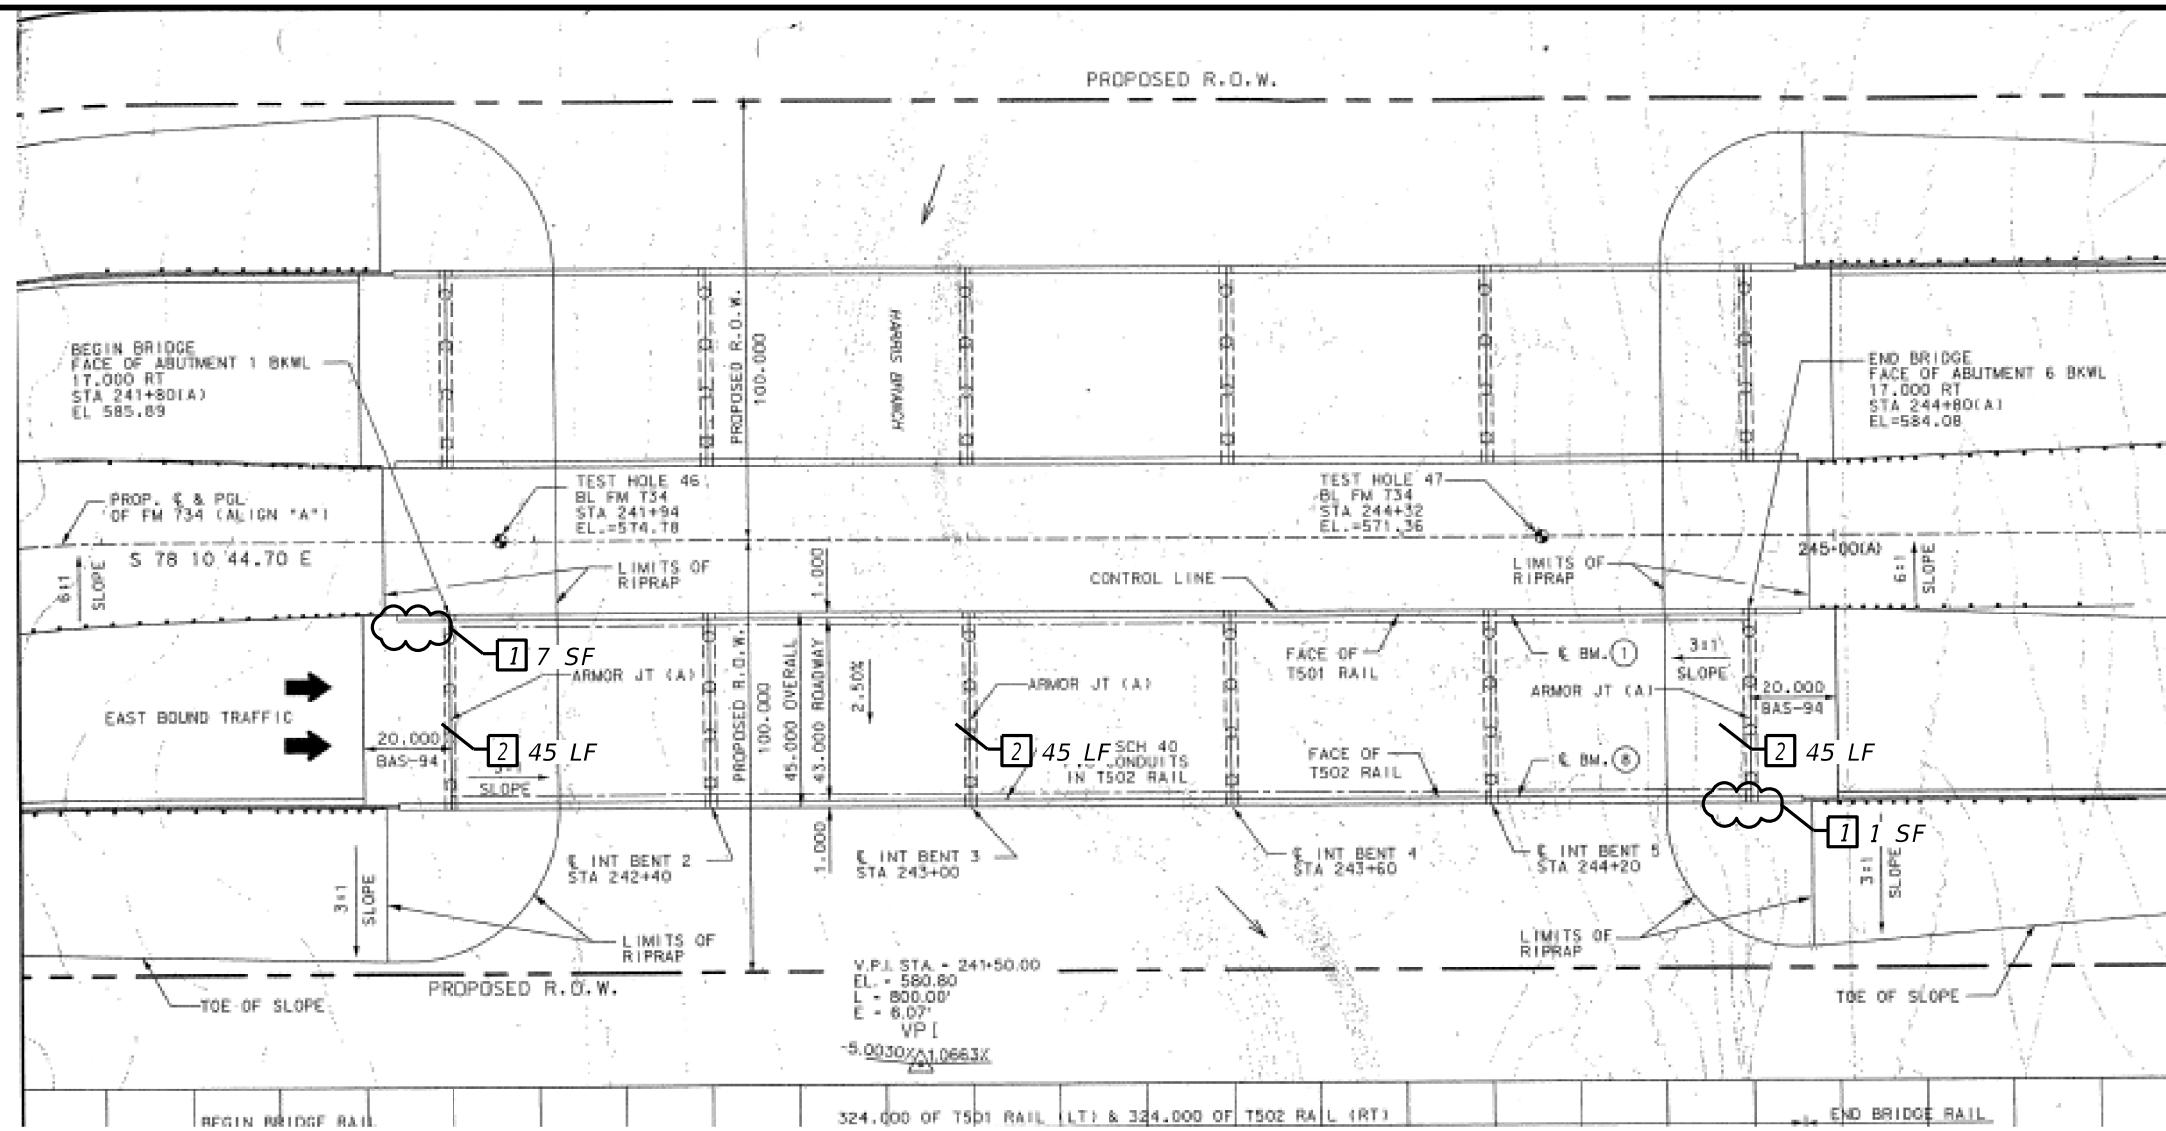 PROPOSED R.O.W.
BEGIN BRIDGE
FACE OF ABUTMENT 1 BKWL
17.000 RT
STA 241+80(A)
EL 585.89
PROPOSED R.O.W.
100.000
HARRIS BRANCH
END BRIDGE
FACE OF ABUTMENT 6 BKWL
17.000 RT
STA 244+80(A)
EL=584.08
PROP. ℄ & PGL
OF FM 734 (ALIGN "A")
S 78 10 44.70 E
6:1
SLOPE
TEST HOLE 46
BL FM 734
STA 241+94
EL.=574.78
TEST HOLE 47
BL FM 734
STA 244+32
EL.=571.36
245+00(A)
6:1
SLOPE
LIMITS OF
RIPRAP
1.000
CONTROL LINE
LIMITS OF
RIPRAP
1 7 SF
ARMOR JT (A)
EAST BOUND TRAFFIC
20.000
BAS-94
2 45 LF
3:1
SLOPE
PROPOSED R.O.W.
100.000
45.000 OVERALL
43.000 ROADWAY
2.50%
ARMOR JT (A)
2 45 LF
SCH 40
CONDUITS
IN T502 RAIL
FACE OF
T501 RAIL
FACE OF
T502 RAIL
℄ BM. 1
℄ BM. 8
3:1
SLOPE
ARMOR JT (A)
20.000
BAS-94
2 45 LF
1 1 SF
℄ INT BENT 2
STA 242+40
1.000
℄ INT BENT 3
STA 243+00
℄ INT BENT 4
STA 243+60
℄ INT BENT 5
STA 244+20
3:1
SLOPE
3:1
SLOPE
LIMITS OF
RIPRAP
LIMITS OF
RIPRAP
PROPOSED R.O.W.
TOE OF SLOPE
V.P.I. STA. = 241+50.00
EL. = 580.80
L = 800.00'
E = 6.07'
VPI
-5.0030% 1.0663%
TOE OF SLOPE
BEGIN BRIDGE RAIL
324.000 OF T501 RAIL (LT) & 324.000 OF T502 RAIL (RT)
END BRIDGE RAIL